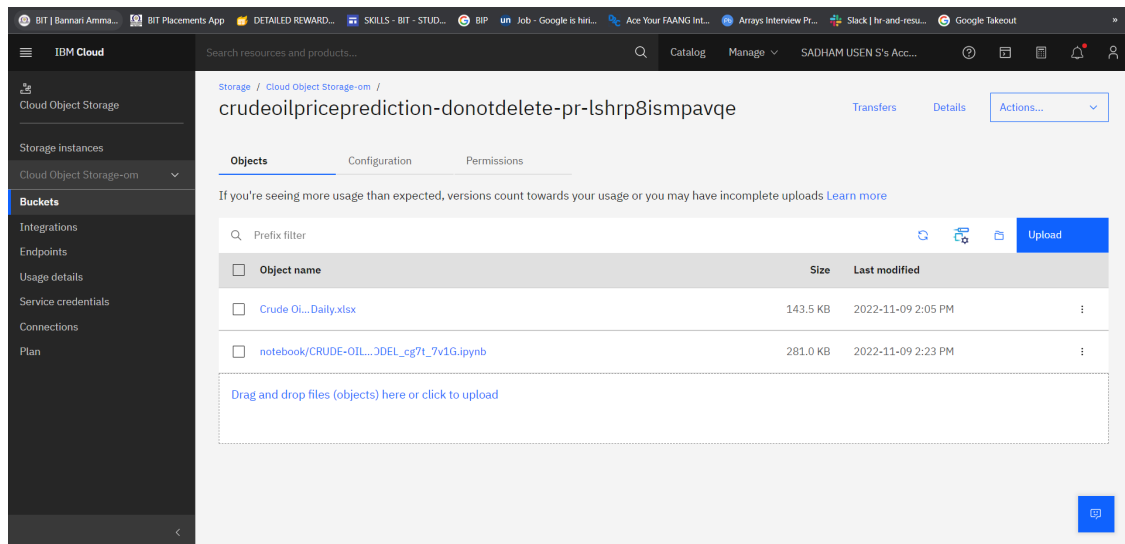 BIT | Bannari Amma... BIT Placements App DETAILED REWARD... SKILLS - BIT - STUD... BIP un Job - Google is hiri... Ace Your FAANG Int... Arrays Interview Pr... Slack | hr-and-resu... Google Takeout »
IBM Cloud Search resources and products... Catalog Manage SADHAM USEN S's Acc...
Cloud Object Storage
Storage instances
Cloud Object Storage-om
Buckets
Integrations
Endpoints
Usage details
Service credentials
Connections
Plan
Storage / Cloud Object Storage-om /
crudeoilpriceprediction-donotdelete-pr-lshrp8ismpavqe Transfers Details Actions...
Objects Configuration Permissions
If you're seeing more usage than expected, versions count towards your usage or you may have incomplete uploads Learn more
Prefix filter Upload
Object name Size Last modified
Crude Oi...Daily.xlsx 143.5 KB 2022-11-09 2:05 PM
notebook/CRUDE-OIL...ODEL_cg7t_7v1G.ipynb 281.0 KB 2022-11-09 2:23 PM
Drag and drop files (objects) here or click to upload